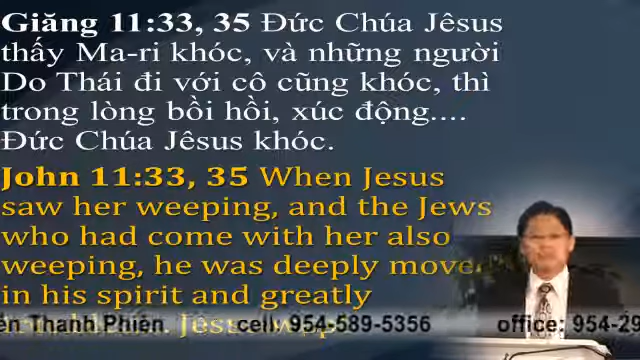 Giăng 11:33, 35 Đức Chúa Jêsus
thấy Ma-ri khóc, và những người
Do Thái đi với cô cũng khóc, thì
trong lòng bồi hồi, xúc động....
Đức Chúa Jêsus khóc.
John 11:33, 35 When Jesus
saw her weeping, and the Jews
who had come with her also
weeping, he was deeply move
in his spirit and greatly
Thanh Phiên. cell: 954-589-5356 office: 954-29